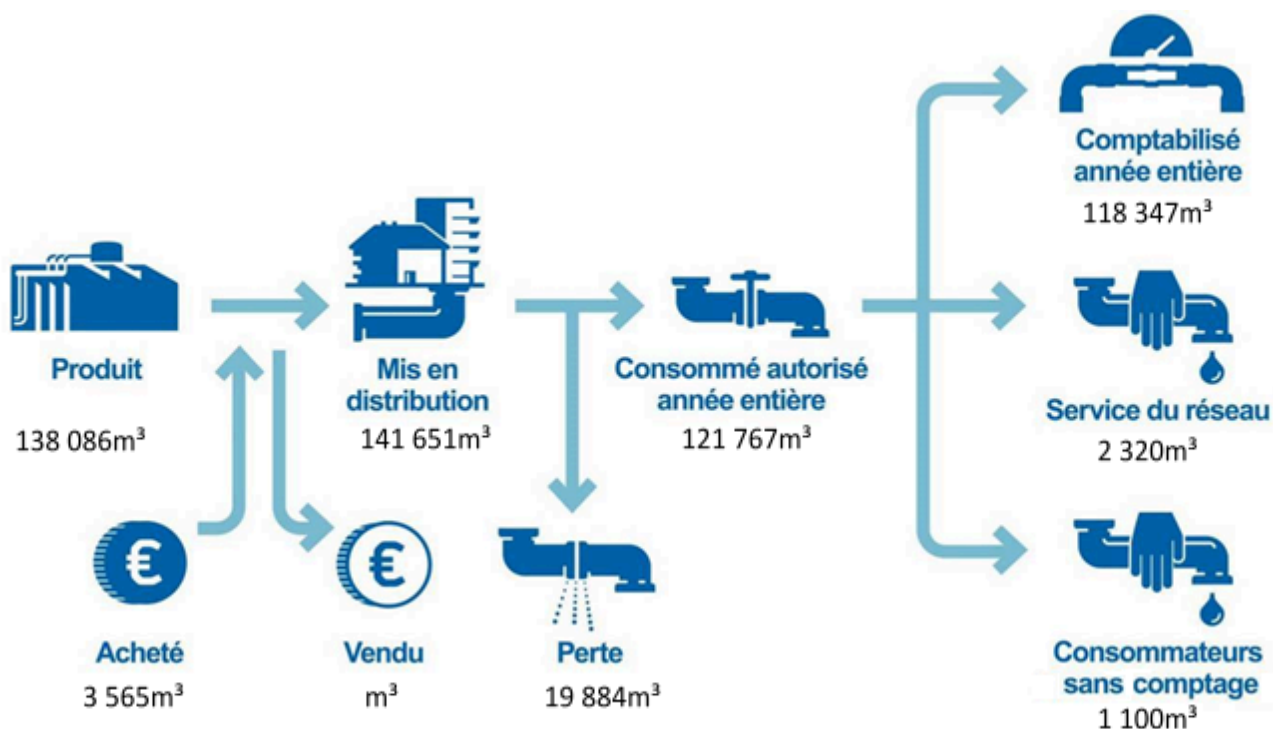 Comptabilisé
année entière
118 347m³
Produit
138 086m³
Mis en
distribution
141 651m³
Consommé autorisé
année entière
121 767m³
Service du réseau
2 320m³
€
Acheté
3 565m³
€
Vendu
m³
Perte
19 884m³
Consommateurs
sans comptage
1 100m³